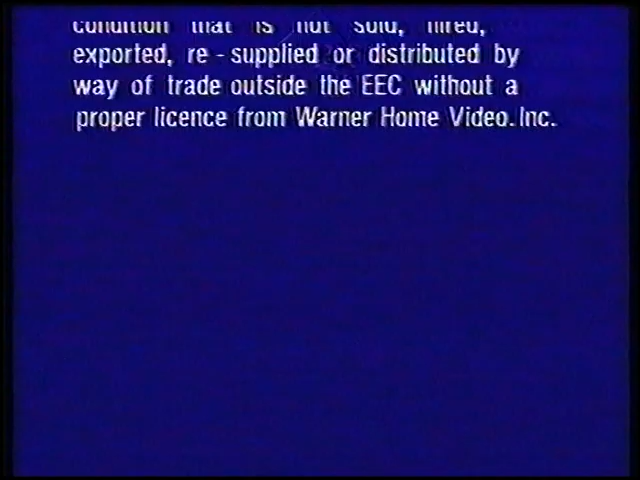 condition that is not sold, hired,
exported, re - supplied or distributed by
way of trade outside the EEC without a
proper licence from Warner Home Video. Inc.